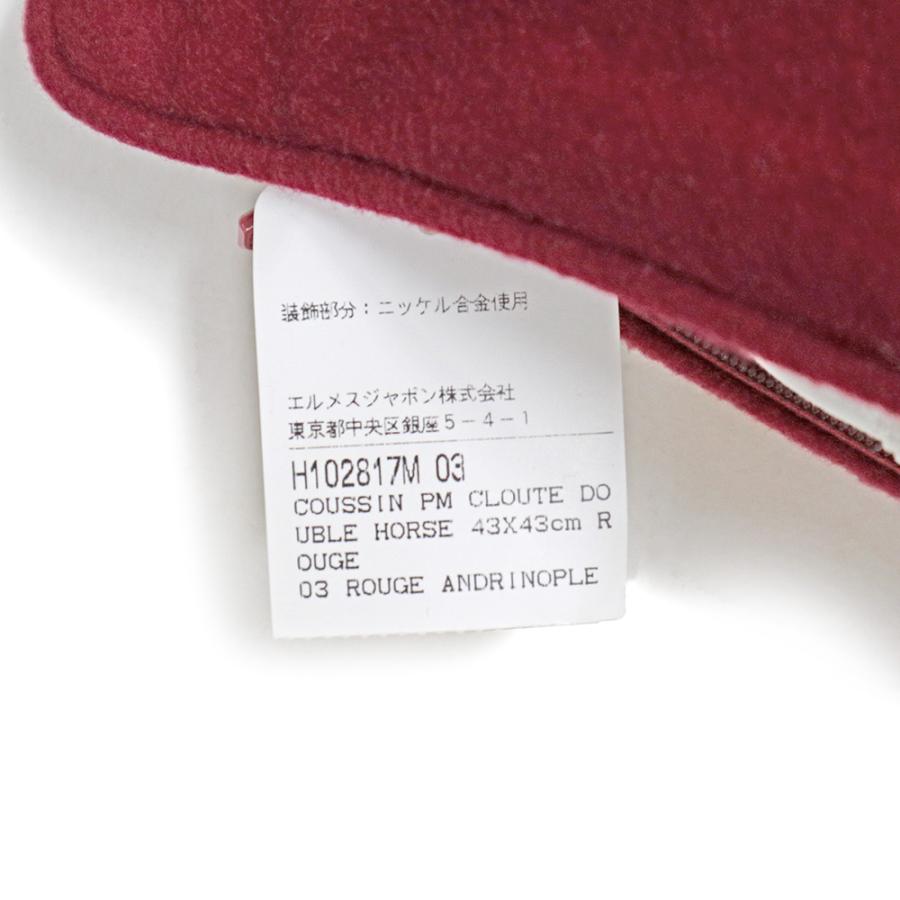 装飾部分：ニッケル合金使用
エルメスジャポン株式会社
東京都中央区銀座5-4-1
H102817M 03
COUSSIN PM CLOUTE DO
UBLE HORSE 43X43cm R
OUGE
03 ROUGE ANDRINOPLE